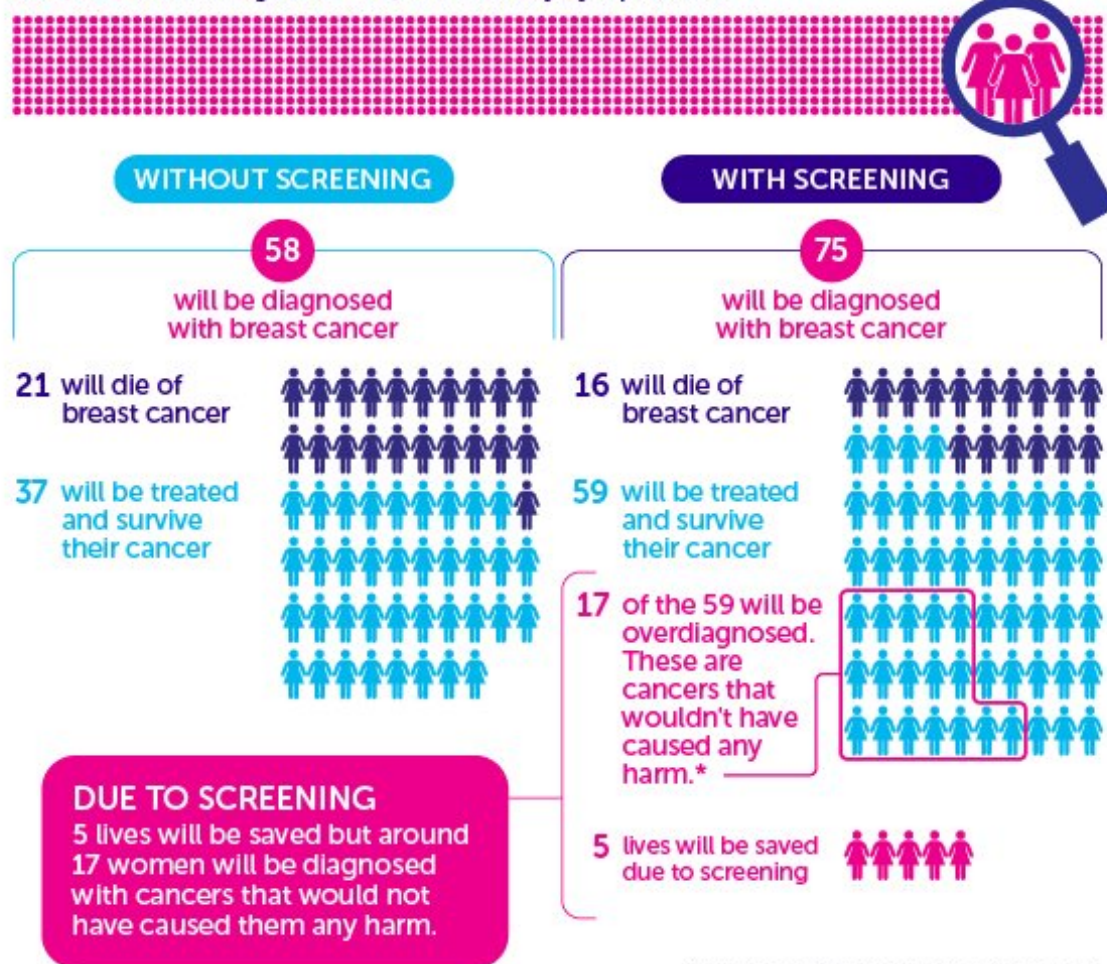 WITHOUT SCREENING
58
will be diagnosed
with breast cancer
21 will die of
breast cancer
37 will be treated
and survive
their cancer
WITH SCREENING
75
will be diagnosed
with breast cancer
16 will die of
breast cancer
59 will be treated
and survive
their cancer
17 of the 59 will be
overdiagnosed.
These are
cancers that
wouldn't have
caused any
harm.*
5 lives will be saved
due to screening
DUE TO SCREENING
5 lives will be saved but around
17 women will be diagnosed
with cancers that would not
have caused them any harm.